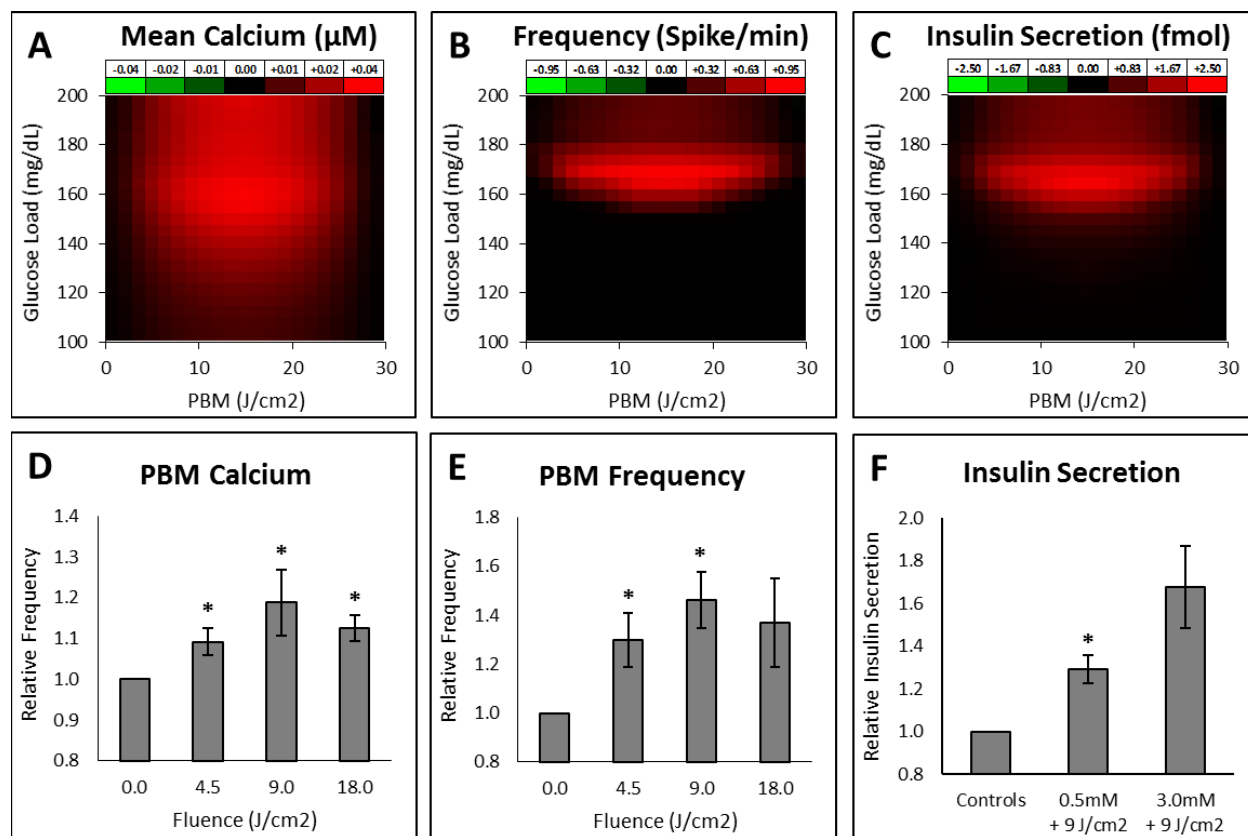 A Mean Calcium (µM)
-0.04 -0.02 -0.01 0.00 +0.01 +0.02 +0.04
200
180
160
140
120
100
Glucose Load (mg/dL)
0 10 20 30
PBM (J/cm2)
B Frequency (Spike/min)
-0.95 -0.63 -0.32 0.00 +0.32 +0.63 +0.95
200
180
160
140
120
100
Glucose Load (mg/dL)
0 10 20 30
PBM (J/cm2)
C Insulin Secretion (fmol)
-2.50 -1.67 -0.83 0.00 +0.83 +1.67 +2.50
200
180
160
140
120
100
Glucose Load (mg/dL)
0 10 20 30
PBM (J/cm2)
D PBM Calcium
1.4
1.3
1.2
1.1
1.0
0.9
0.8
Relative Frequency
* * *
0.0 4.5 9.0 18.0
Fluence (J/cm2)
E PBM Frequency
1.8
1.6
1.4
1.2
1.0
0.8
Relative Frequency
* *
0.0 4.5 9.0 18.0
Fluence (J/cm2)
F Insulin Secretion
2.0
1.8
1.6
1.4
1.2
1.0
0.8
Relative Insulin Secretion
*
Controls 0.5mM 3.0mM
+ 9 J/cm2 + 9 J/cm2